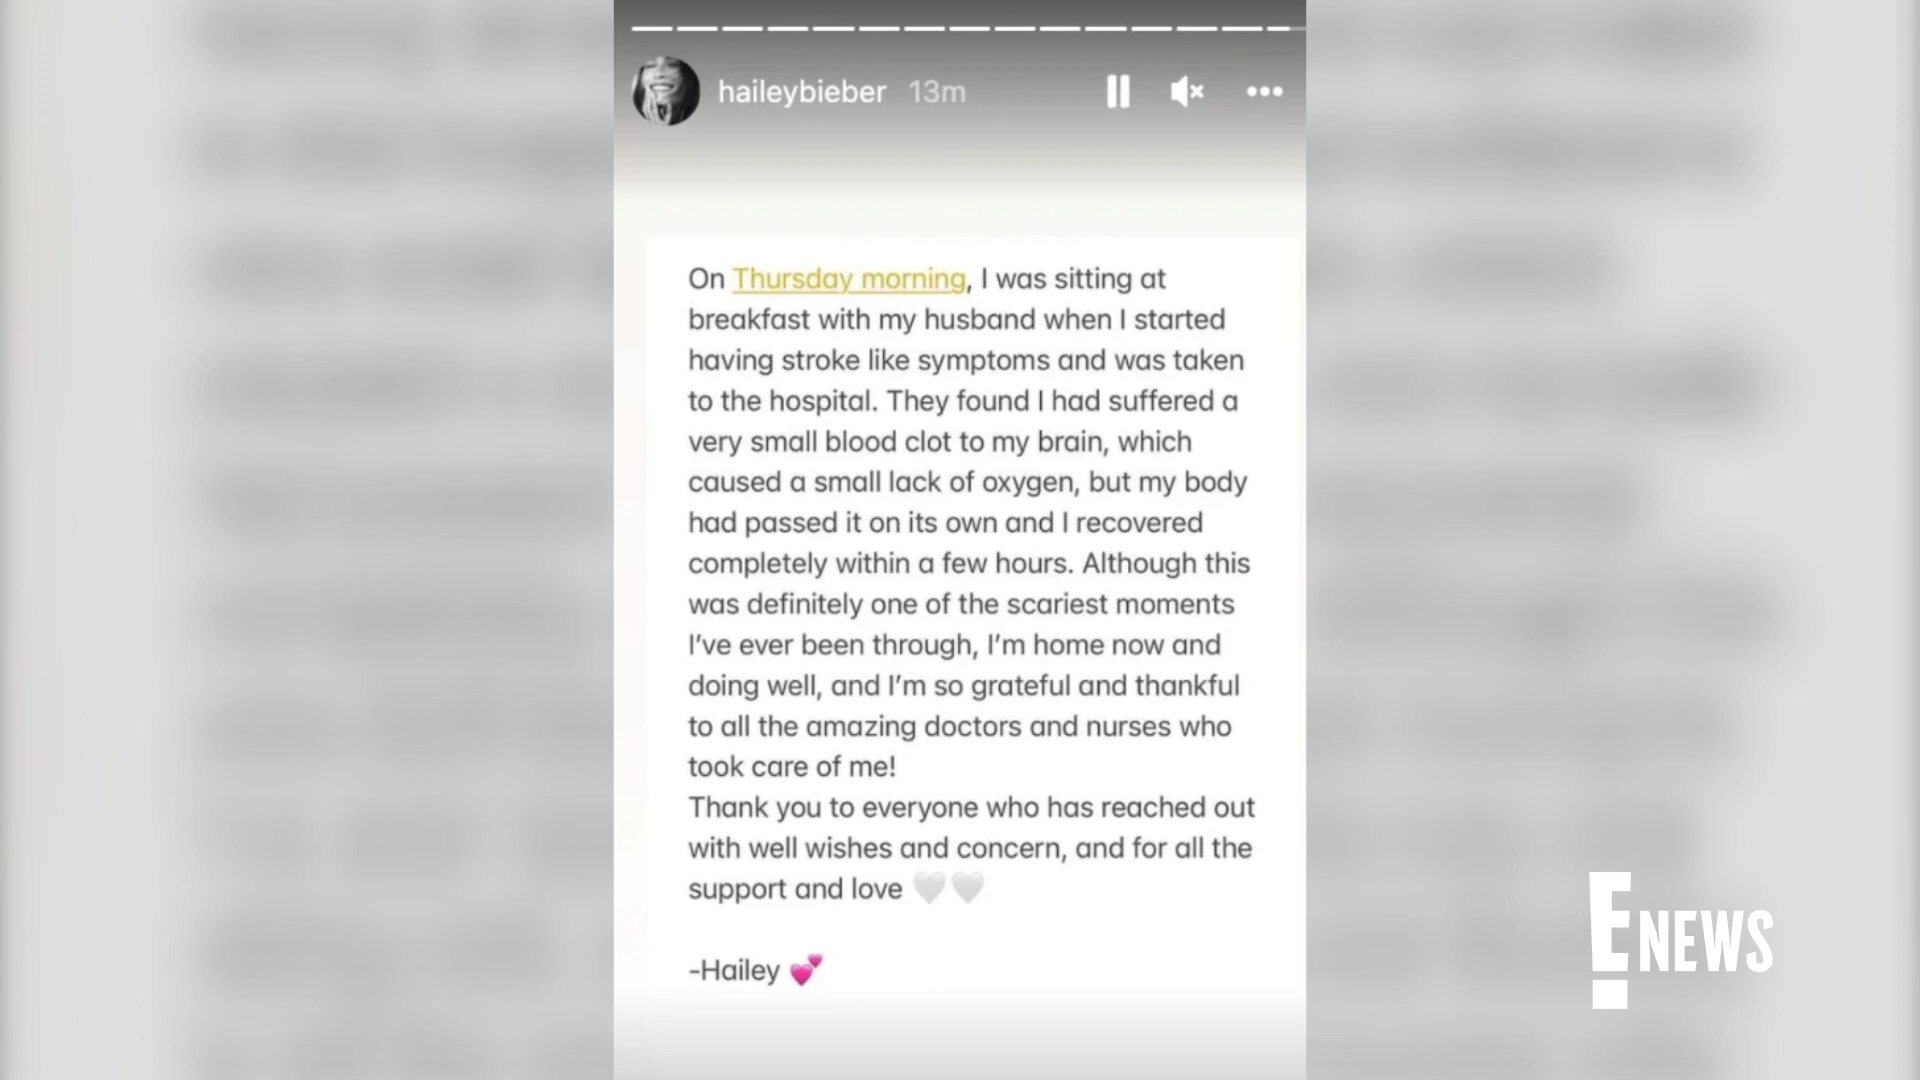 haileybieber 13m
On Thursday morning, I was sitting at
breakfast with my husband when I started
having stroke like symptoms and was taken
to the hospital. They found I had suffered a
very small blood clot to my brain, which
caused a small lack of oxygen, but my body
had passed it on its own and I recovered
completely within a few hours. Although this
was definitely one of the scariest moments
I’ve ever been through, I’m home now and
doing well, and I’m so grateful and thankful
to all the amazing doctors and nurses who
took care of me!
Thank you to everyone who has reached out
with well wishes and concern, and for all the
support and love 🤍🤍
-Hailey 💕
E! NEWS